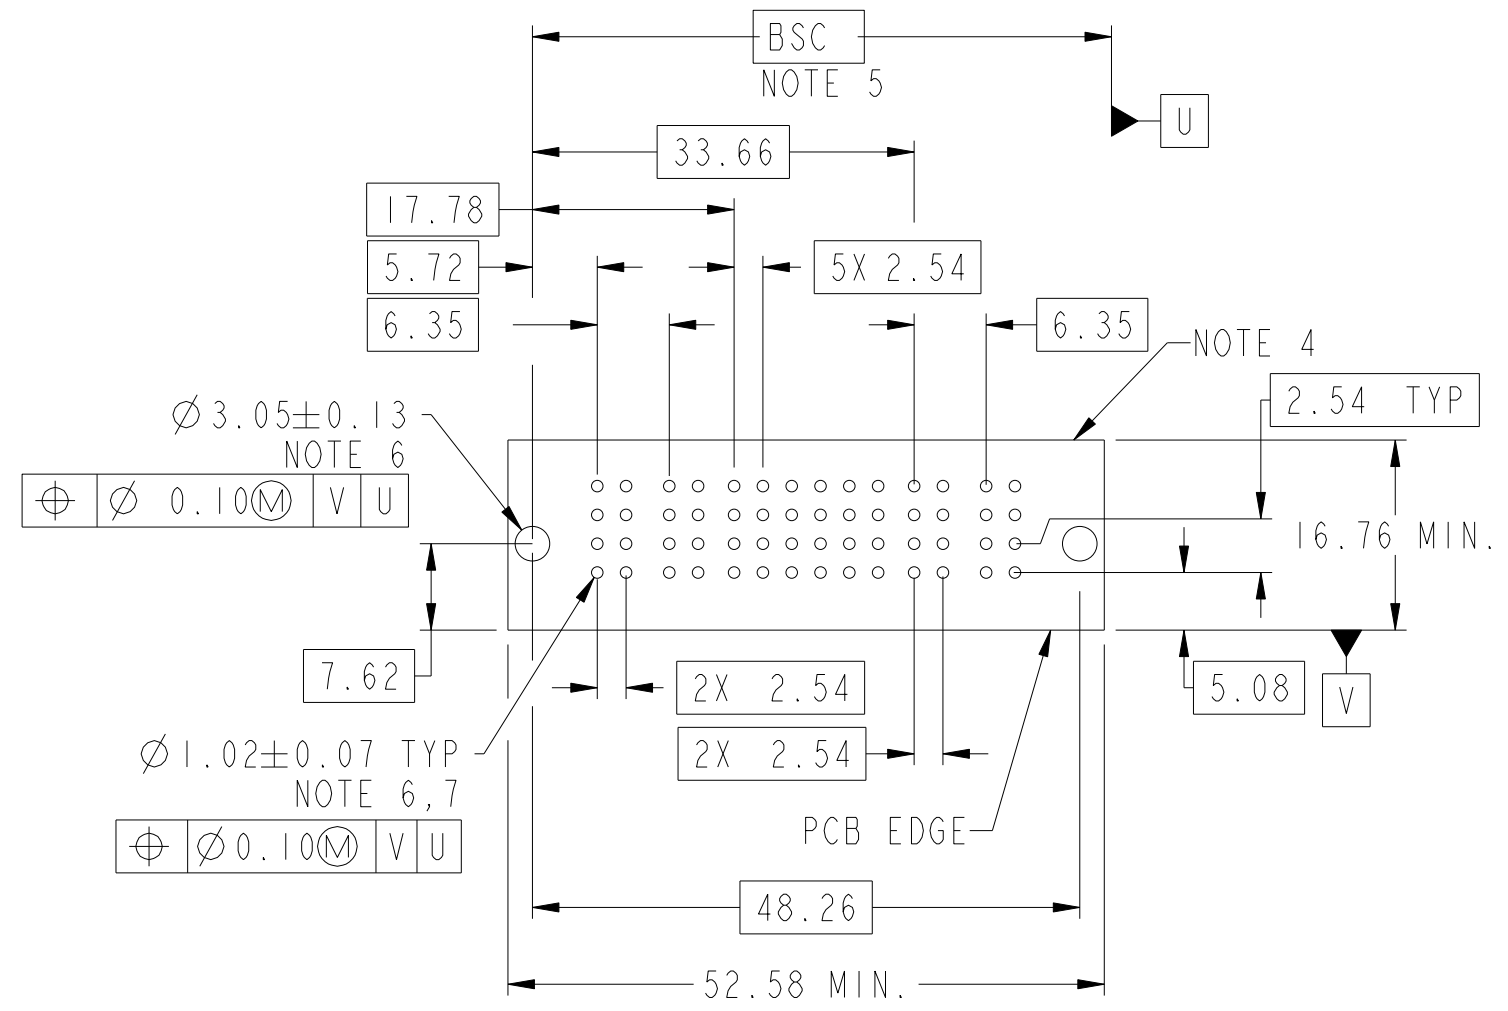 BSC
NOTE 5
U
33.66
17.78
5.72
5X 2.54
6.35
6.35
NOTE 4
2.54 TYP
Ø3.05±0.13
NOTE 6
⌖ Ø 0.10Ⓜ V U
16.76 MIN.
7.62
2X 2.54
5.08
V
2X 2.54
Ø1.02±0.07 TYP
NOTE 6,7
⌖ Ø0.10Ⓜ V U
PCB EDGE
48.26
52.58 MIN.